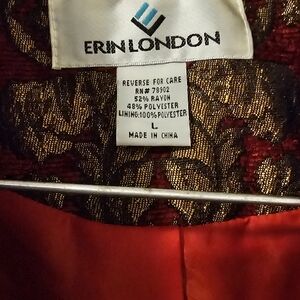 ERIN LONDON
REVERSE FOR CARE
RN# 78902
52% RAYON
48% POLYESTER
LINING:100% POLYESTER
L
MADE IN CHINA